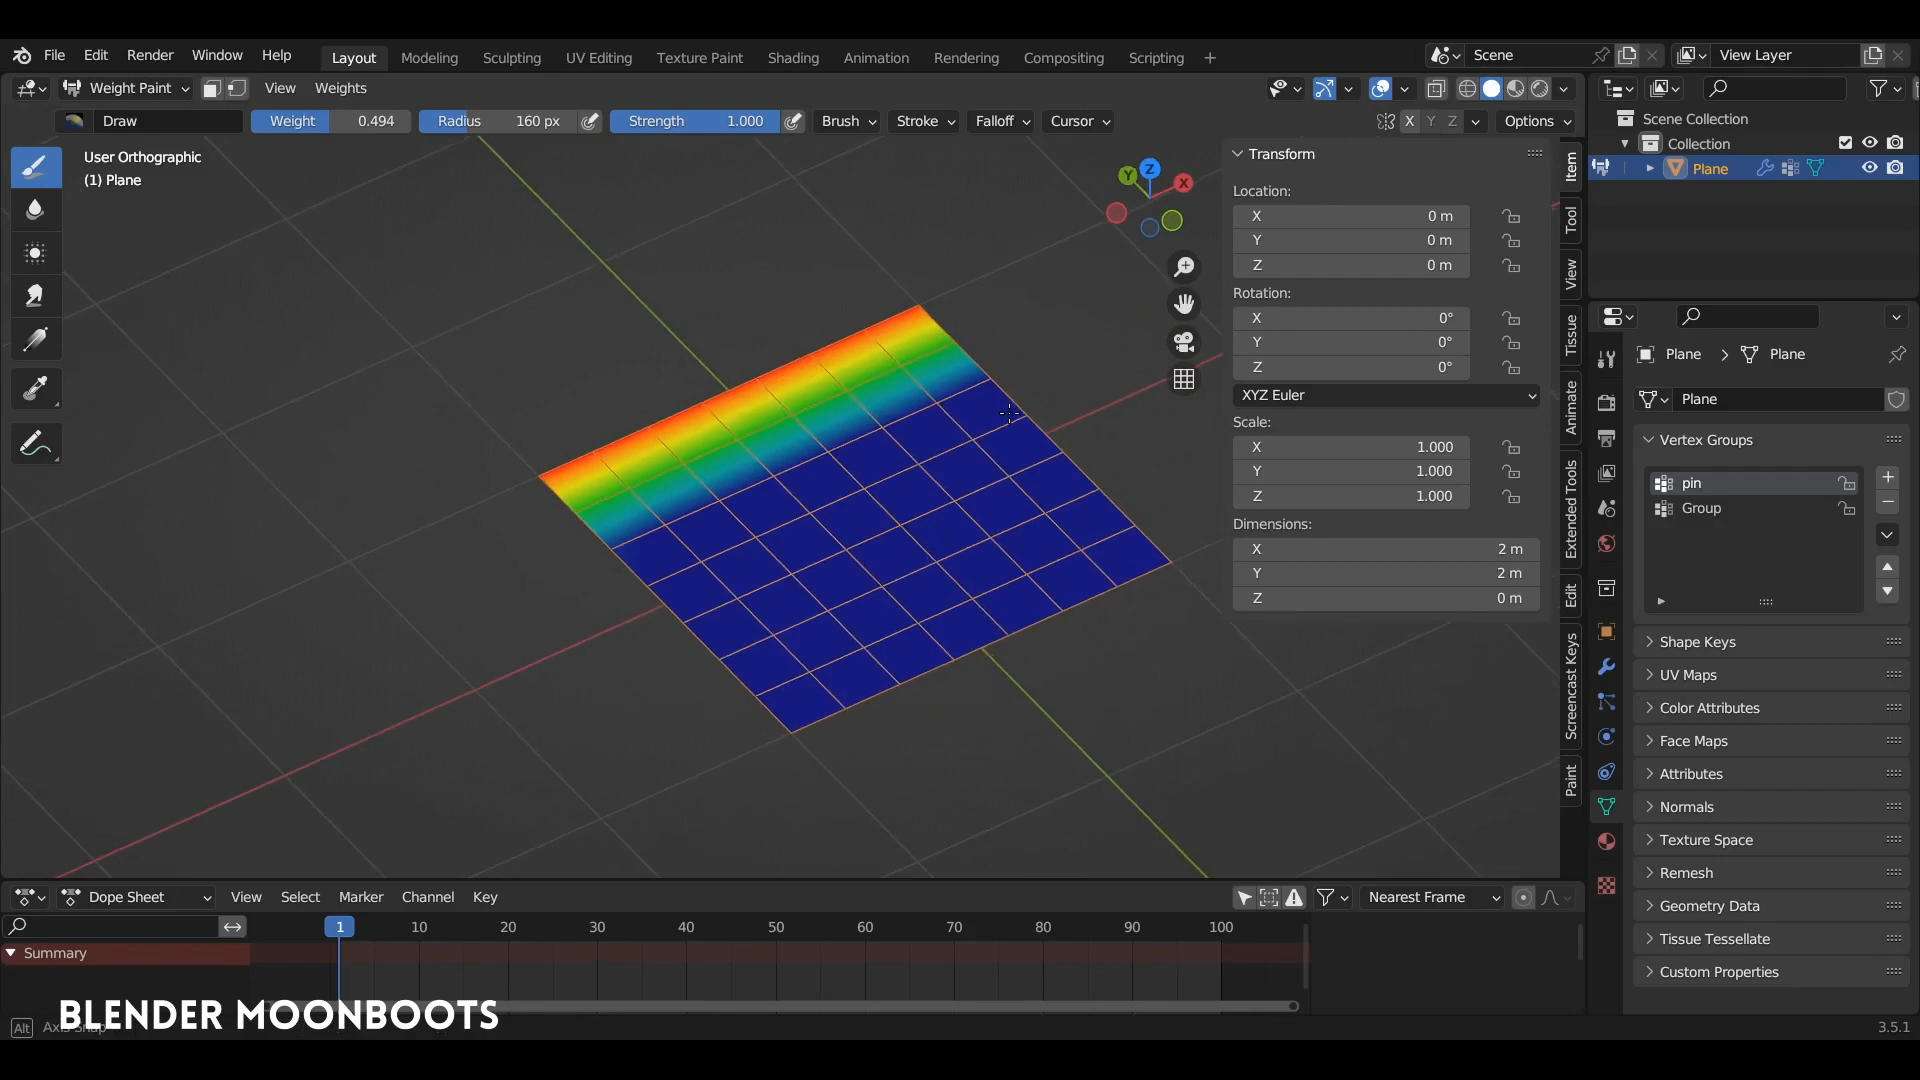 File Edit Render Window Help Layout Modeling Sculpting UV Editing Texture Paint Shading Animation Rendering Compositing Scripting + Scene View Layer
Weight Paint View Weights
Draw Weight 0.494 Radius 160 px Strength 1.000 Brush Stroke Falloff Cursor X Y Z Options
User Orthographic
(1) Plane
Z
Y
X
Transform
Location:
X 0 m
Y 0 m
Z 0 m
Rotation:
X 0°
Y 0°
Z 0°
XYZ Euler
Scale:
X 1.000
Y 1.000
Z 1.000
Dimensions:
X 2 m
Y 2 m
Z 0 m
Item
Tool
View
Tissue
Animate
Extended Tools
Edit
Screencast Keys
Paint
Scene Collection
Collection
Plane
Plane Plane
Plane
Vertex Groups
pin
Group
Shape Keys
UV Maps
Color Attributes
Face Maps
Attributes
Normals
Texture Space
Remesh
Geometry Data
Tissue Tessellate
Custom Properties
Dope Sheet View Select Marker Channel Key Nearest Frame
1 10 20 30 40 50 60 70 80 90 100
Summary
BLENDER MOONBOOTS
Alt Axis Snap
3.5.1